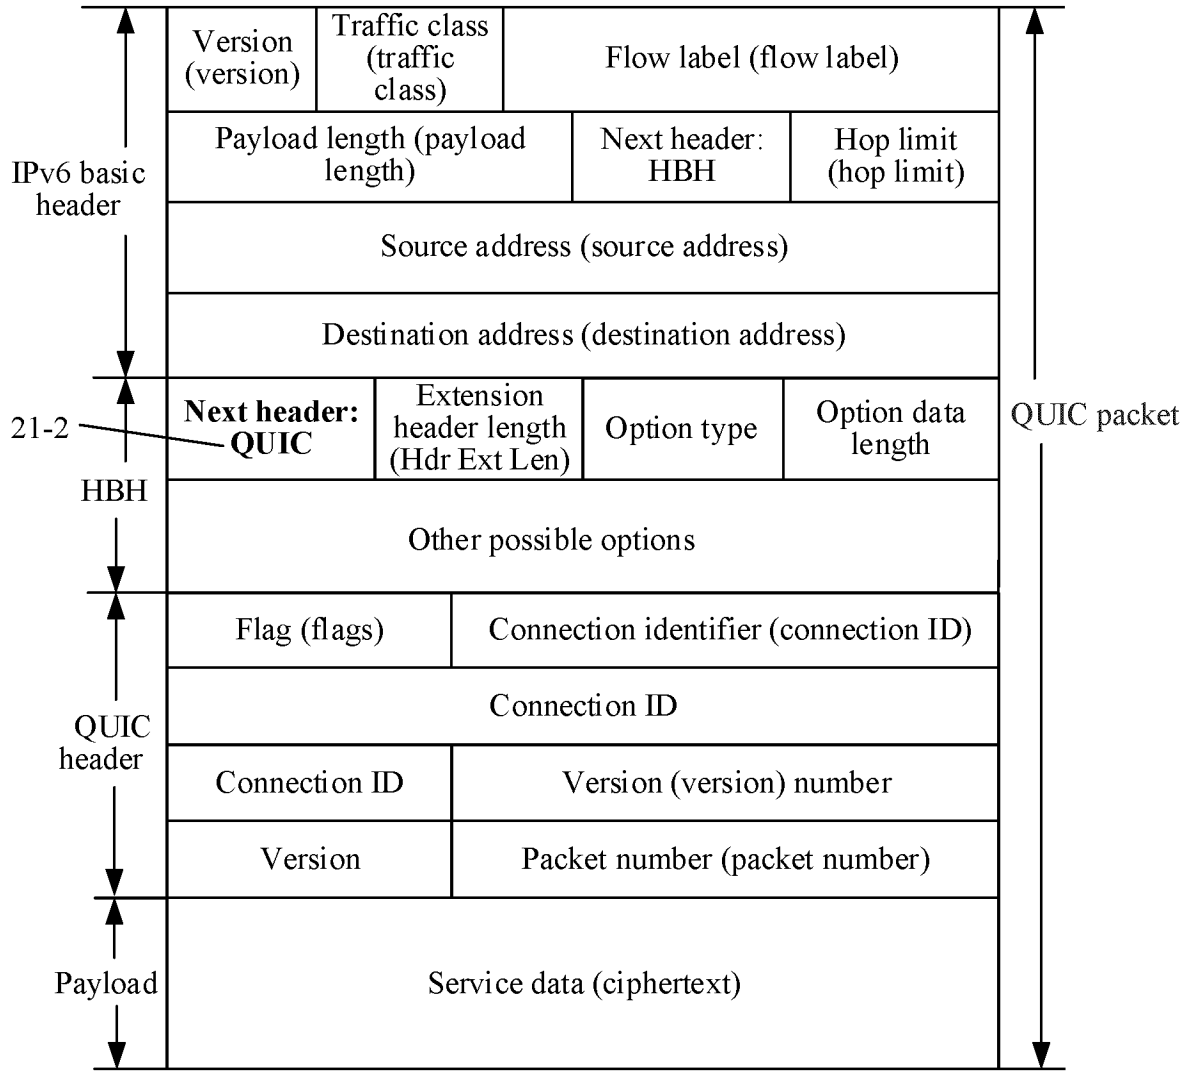 Version
(version)
Traffic class
(traffic
class)
Flow label (flow label)
Payload length (payload
length)
Next header:
HBH
Hop limit
(hop limit)
IPv6 basic
header
Source address (source address)
Destination address (destination address)
Next header:
QUIC
Extension
header length
(Hdr Ext Len)
Option type
Option data
length
QUIC packet
21-2
HBH
Other possible options
Flag (flags)
Connection identifier (connection ID)
Connection ID
QUIC
header
Connection ID
Version (version) number
Version
Packet number (packet number)
Payload
Service data (ciphertext)